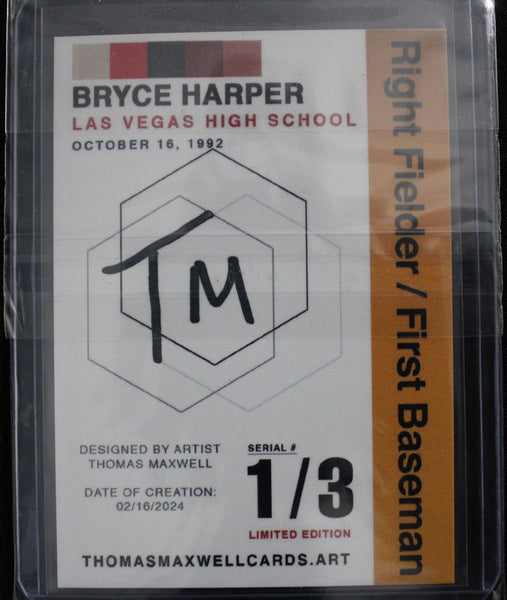 BRYCE HARPER
LAS VEGAS HIGH SCHOOL
OCTOBER 16, 1992
TM
DESIGNED BY ARTIST
THOMAS MAXWELL
DATE OF CREATION:
02/16/2024
SERIAL #
1/3
LIMITED EDITION
THOMASMAXWELLCARDS.ART
Right Fielder / First Baseman